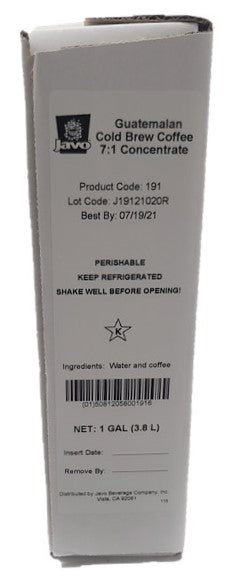 Javo
Guatemalan
Cold Brew Coffee
7:1 Concentrate
Product Code: 191
Lot Code: J19121020R
Best By: 07/19/21
PERISHABLE
KEEP REFRIGERATED
SHAKE WELL BEFORE OPENING!
K
Ingredients: Water and coffee
(01)50812058001916
NET: 1 GAL (3.8 L)
Insert Date:
Remove By:
Distributed by Javo Beverage Company, Inc.
Vista, CA 92081